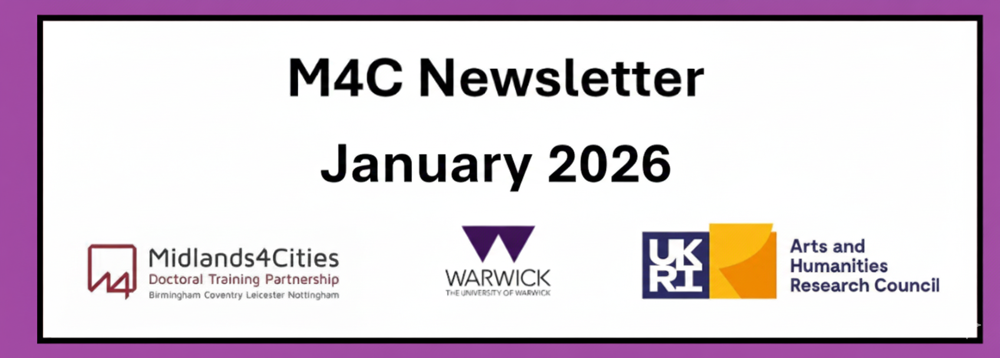 M4C Newsletter
January 2026
Midlands4Cities
Doctoral Training Partnership
Birmingham Coventry Leicester Nottingham
WARWICK
THE UNIVERSITY OF WARWICK
UK
RI
Arts and
Humanities
Research Council